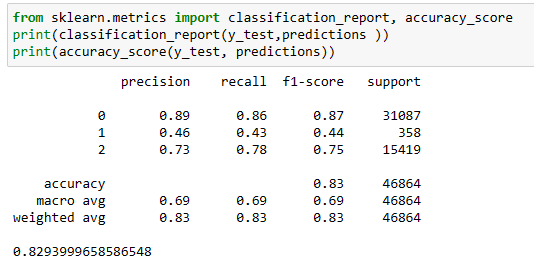 from sklearn.metrics import classification_report, accuracy_score
print(classification_report(y_test,predictions ))
print(accuracy_score(y_test, predictions))
precision recall f1-score support
0 0.89 0.86 0.87 31087
1 0.46 0.43 0.44 358
2 0.73 0.78 0.75 15419
accuracy 0.83 46864
macro avg 0.69 0.69 0.69 46864
weighted avg 0.83 0.83 0.83 46864
0.8293999658586548